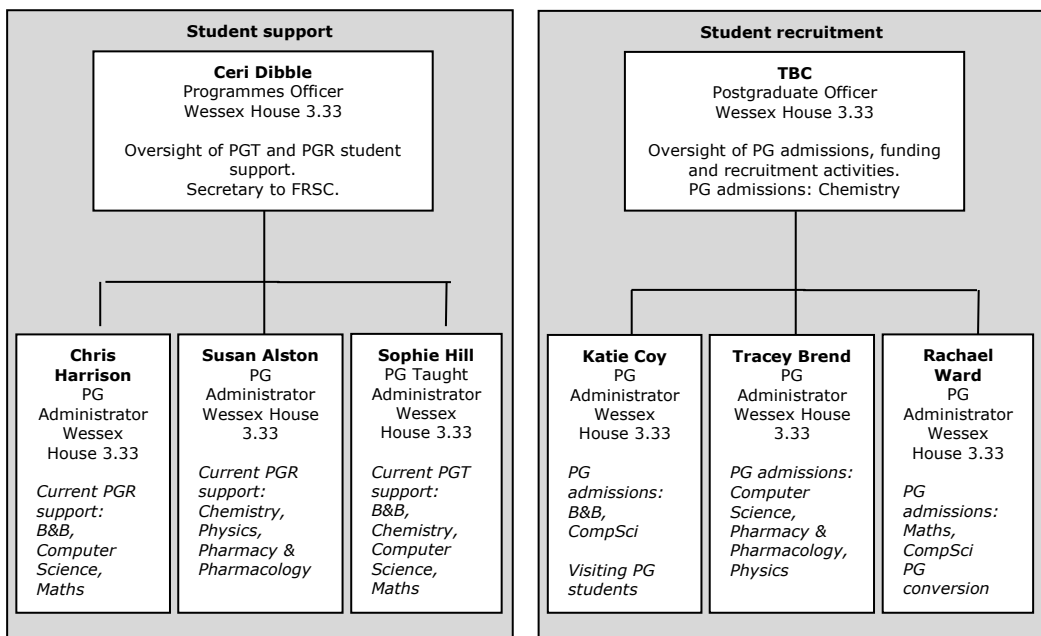 Student support
Ceri Dibble
Programmes Officer
Wessex House 3.33
Oversight of PGT and PGR student
support.
Secretary to FRSC.
Chris
Harrison
PG
Administrator
Wessex
House 3.33
Current PGR
support:
B&B,
Computer
Science,
Maths
Susan Alston
PG
Administrator
Wessex House
3.33
Current PGR
support:
Chemistry,
Physics,
Pharmacy &
Pharmacology
Sophie Hill
PG Taught
Administrator
Wessex
House 3.33
Current PGT
support:
B&B,
Chemistry,
Computer
Science,
Maths
Student recruitment
TBC
Postgraduate Officer
Wessex House 3.33
Oversight of PG admissions, funding
and recruitment activities.
PG admissions: Chemistry
Katie Coy
PG
Administrator
Wessex
House 3.33
PG
admissions:
B&B,
CompSci
Visiting PG
students
Tracey Brend
PG
Administrator
Wessex House
3.33
PG admissions:
Computer
Science,
Pharmacy &
Pharmacology,
Physics
Rachael
Ward
PG
Administrator
Wessex
House 3.33
PG
admissions:
Maths,
CompSci
PG
conversion